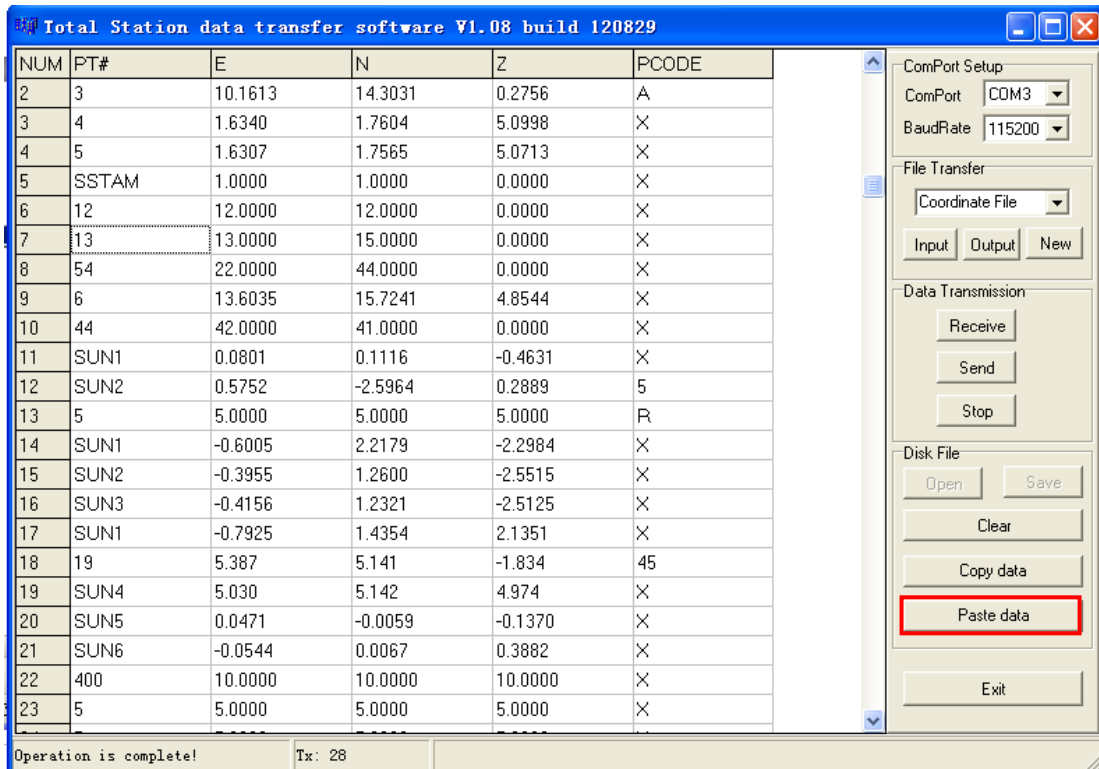 Total Station data transfer software V1.08 build 120829
NUM PT# E N Z PCODE
2 3 10.1613 14.3031 0.2756 A
3 4 1.6340 1.7604 5.0998 X
4 5 1.6307 1.7565 5.0713 X
5 SSTAM 1.0000 1.0000 0.0000 X
6 12 12.0000 12.0000 0.0000 X
7 13 13.0000 15.0000 0.0000 X
8 54 22.0000 44.0000 0.0000 X
9 6 13.6035 15.7241 4.8544 X
10 44 42.0000 41.0000 0.0000 X
11 SUN1 0.0801 0.1116 -0.4631 X
12 SUN2 0.5752 -2.5964 0.2889 5
13 5 5.0000 5.0000 5.0000 R
14 SUN1 -0.6005 2.2179 -2.2984 X
15 SUN2 -0.3955 1.2600 -2.5515 X
16 SUN3 -0.4156 1.2321 -2.5125 X
17 SUN1 -0.7925 1.4354 2.1351 X
18 19 5.387 5.141 -1.834 45
19 SUN4 5.030 5.142 4.974 X
20 SUN5 0.0471 -0.0059 -0.1370 X
21 SUN6 -0.0544 0.0067 0.3882 X
22 400 10.0000 10.0000 10.0000 X
23 5 5.0000 5.0000 5.0000 X
ComPort Setup
ComPort COM3
BaudRate 115200
File Transfer
Coordinate File
Input Output New
Data Transmission
Receive
Send
Stop
Disk File
Open Save
Clear
Copy data
Paste data
Exit
Operation is complete! Tx: 28